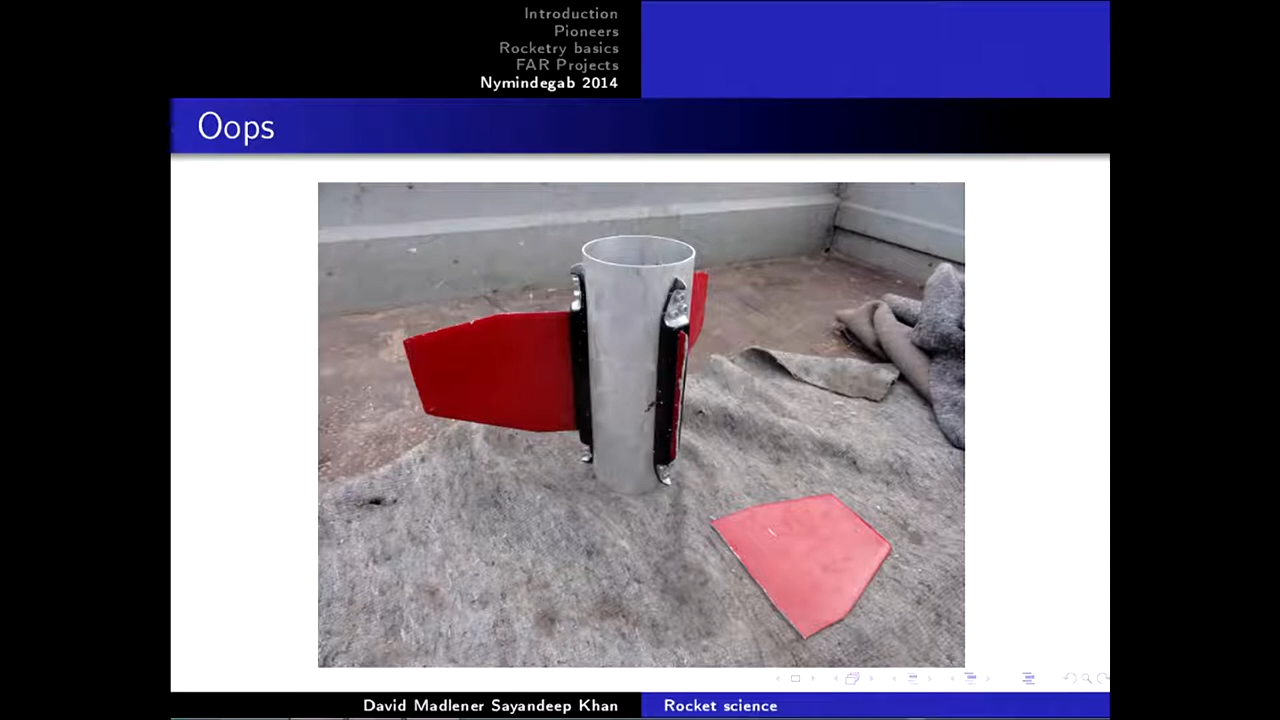 Introduction
Pioneers
Rocketry basics
FAR Projects
Nymindegab 2014
Oops
David Madlener Sayandeep Khan
Rocket science